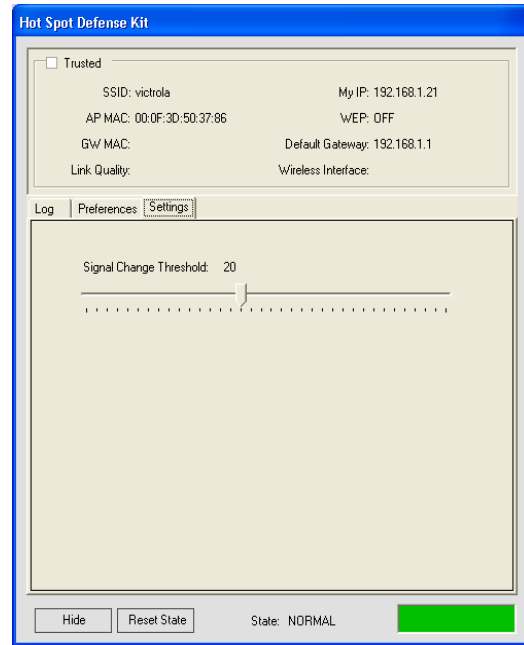 Hot Spot Defense Kit
Trusted
SSID: victrola
My IP: 192.168.1.21
AP MAC: 00:0F:3D:50:37:86
WEP: OFF
GW MAC:
Default Gateway: 192.168.1.1
Link Quality:
Wireless Interface:
Log
Preferences
Settings
Signal Change Threshold: 20
Hide
Reset State
State: NORMAL